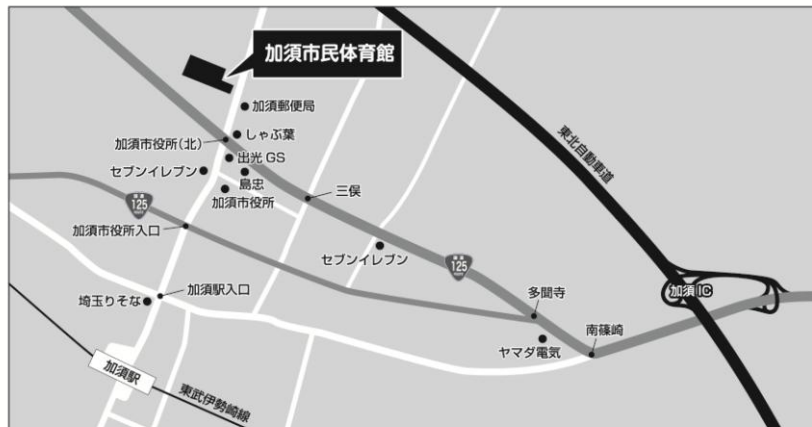 加須市民体育館
加須郵便局
しゃぶ葉
加須市役所(北)
出光 GS
セブンイレブン
島忠
加須市役所
三俣
東北自動車道
125
加須市役所入口
セブンイレブン
125
加須 IC
加須駅入口
埼玉りそな
多聞寺
南篠崎
ヤマダ電気
加須駅
東武伊勢崎線